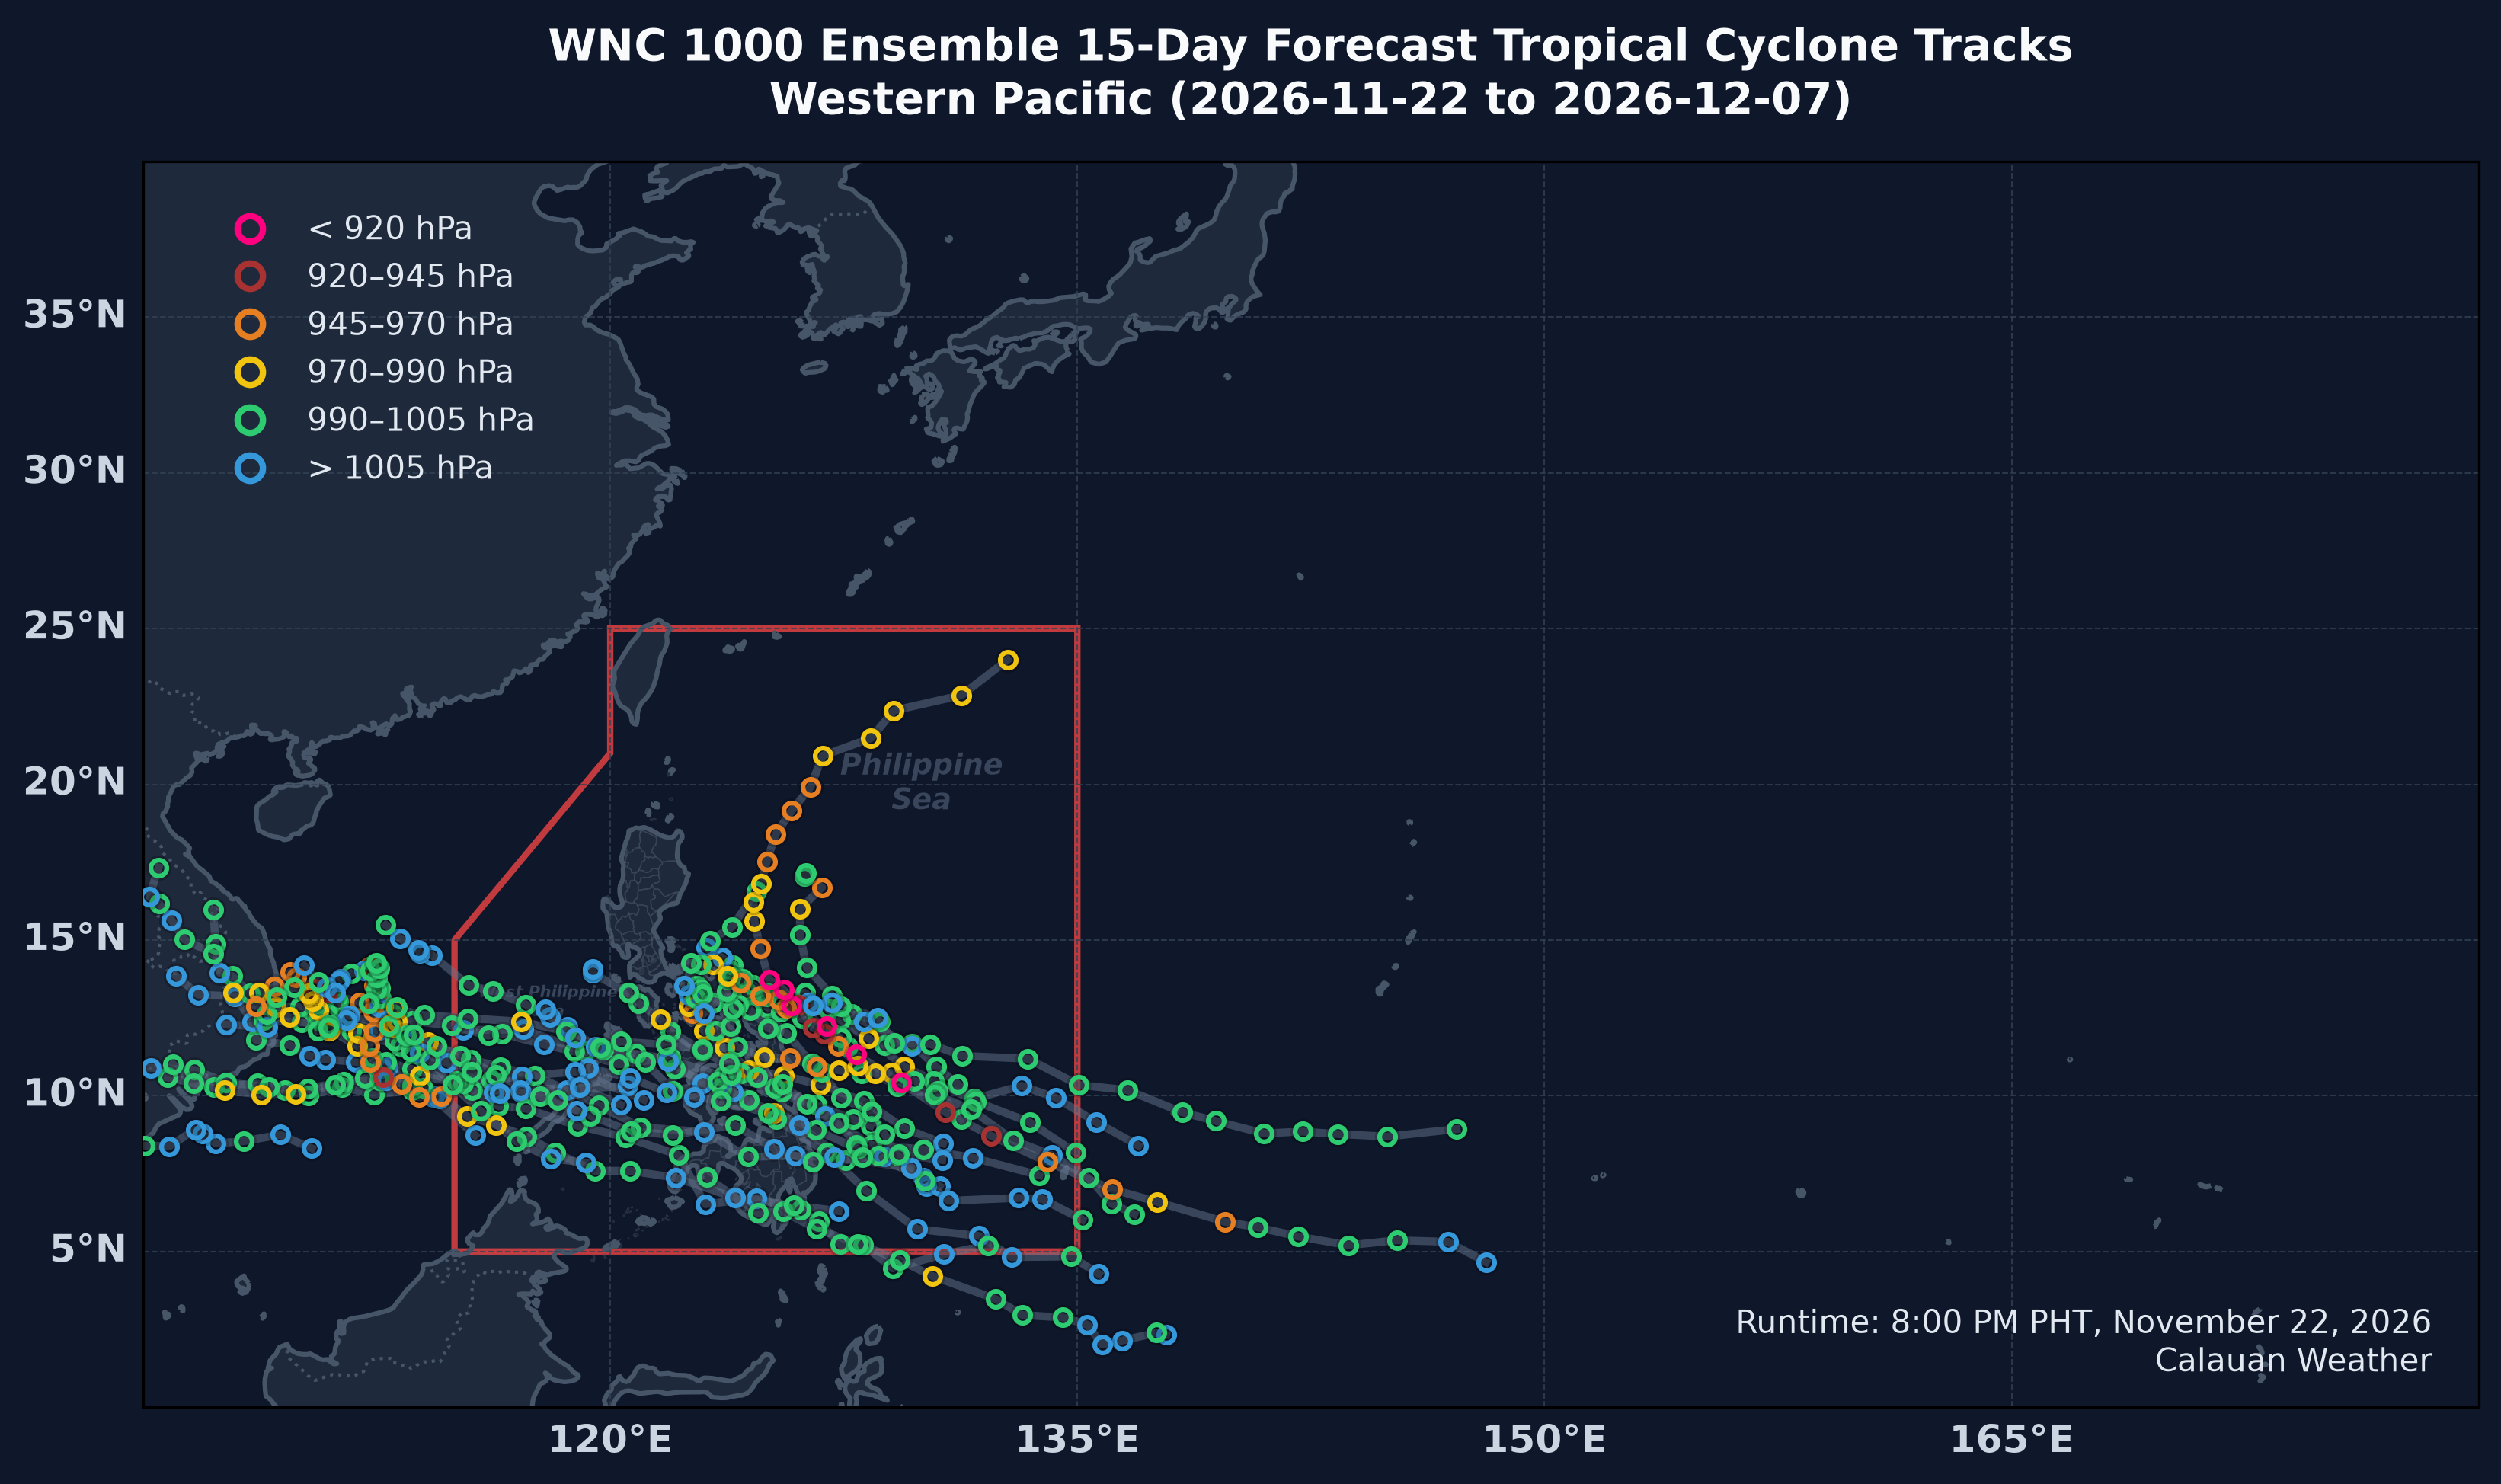 WNC 1000 Ensemble 15-Day Forecast Tropical Cyclone Tracks
Western Pacific (2026-11-22 to 2026-12-07)
< 920 hPa
920–945 hPa
945–970 hPa
970–990 hPa
990–1005 hPa
> 1005 hPa
35°N
30°N
25°N
20°N
15°N
10°N
5°N
Philippine
Sea
Philippine
Runtime: 8:00 PM PHT, November 22, 2026
Calauan Weather
120°E
135°E
150°E
165°E